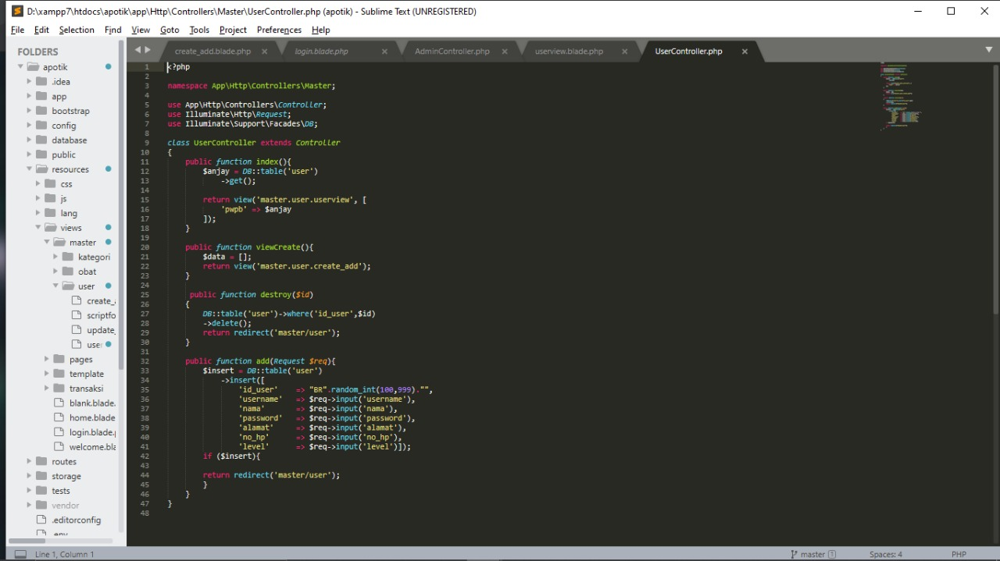 D:\xampp7\htdocs\apotik\app\Http\Controllers\Master\UserController.php (apotik) - Sublime Text (UNREGISTERED)
File Edit Selection Find View Goto Tools Project Preferences Help
FOLDERS
apotik
.idea
app
bootstrap
config
database
public
resources
css
js
lang
views
master
kategori
obat
user
create_a
scriptfo
update_
use
pages
template
transaksi
blank.blade.
home.blade
login.blade.p
welcome.bla
routes
storage
tests
vendor
.editorconfig
.env
create_add.blade.php login.blade.php AdminController.php userview.blade.php UserController.php
1 <?php
2
3 namespace App\Http\Controllers\Master;
4
5 use App\Http\Controllers\Controller;
6 use Illuminate\Http\Request;
7 use Illuminate\Support\Facades\DB;
8
9 class UserController extends Controller
10 {
11 public function index(){
12 $anjay = DB::table('user')
13 ->get();
14
15 return view('master.user.userview', [
16 'pwpb' => $anjay
17 ]);
18 }
19
20 public function viewCreate(){
21 $data = [];
22 return view('master.user.create_add');
23 }
24
25 public function destroy($id)
26 {
27 DB::table('user')->where('id_user',$id)
28 ->delete();
29 return redirect('master/user');
30 }
31
32 public function add(Request $req){
33 $insert = DB::table('user')
34 ->insert([
35 'id_user' => "BR".random_int(100,999)."",
36 'username' => $req->input('username'),
37 'nama' => $req->input('nama'),
38 'password' => $req->input('password'),
39 'alamat' => $req->input('alamat'),
40 'no_hp' => $req->input('no_hp'),
41 'level' => $req->input('level')]);
42 if ($insert){
43
44 return redirect('master/user');
45 }
46 }
47 }
48
Line 1, Column 1 master 1 Spaces: 4 PHP